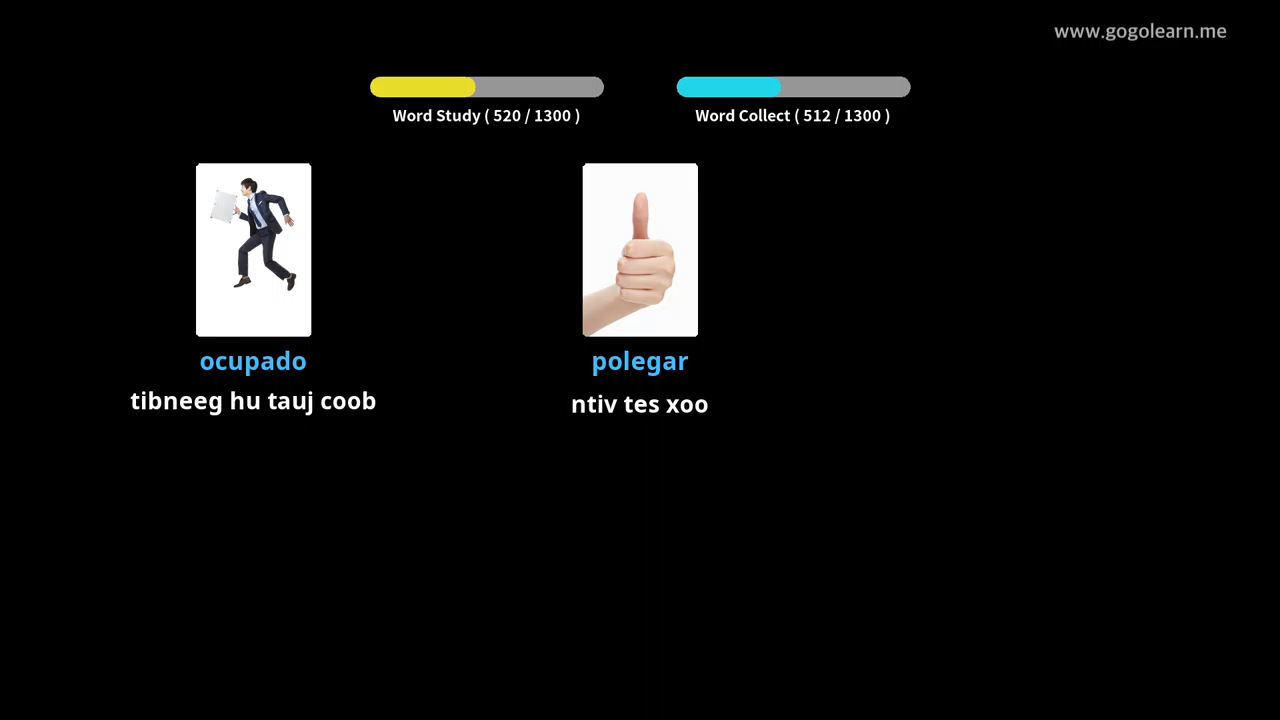 www.gogolearn.me
Word Study ( 520 / 1300 )
Word Collect ( 512 / 1300 )
ocupado
tibneeg hu tauj coob
polegar
ntiv tes xoo